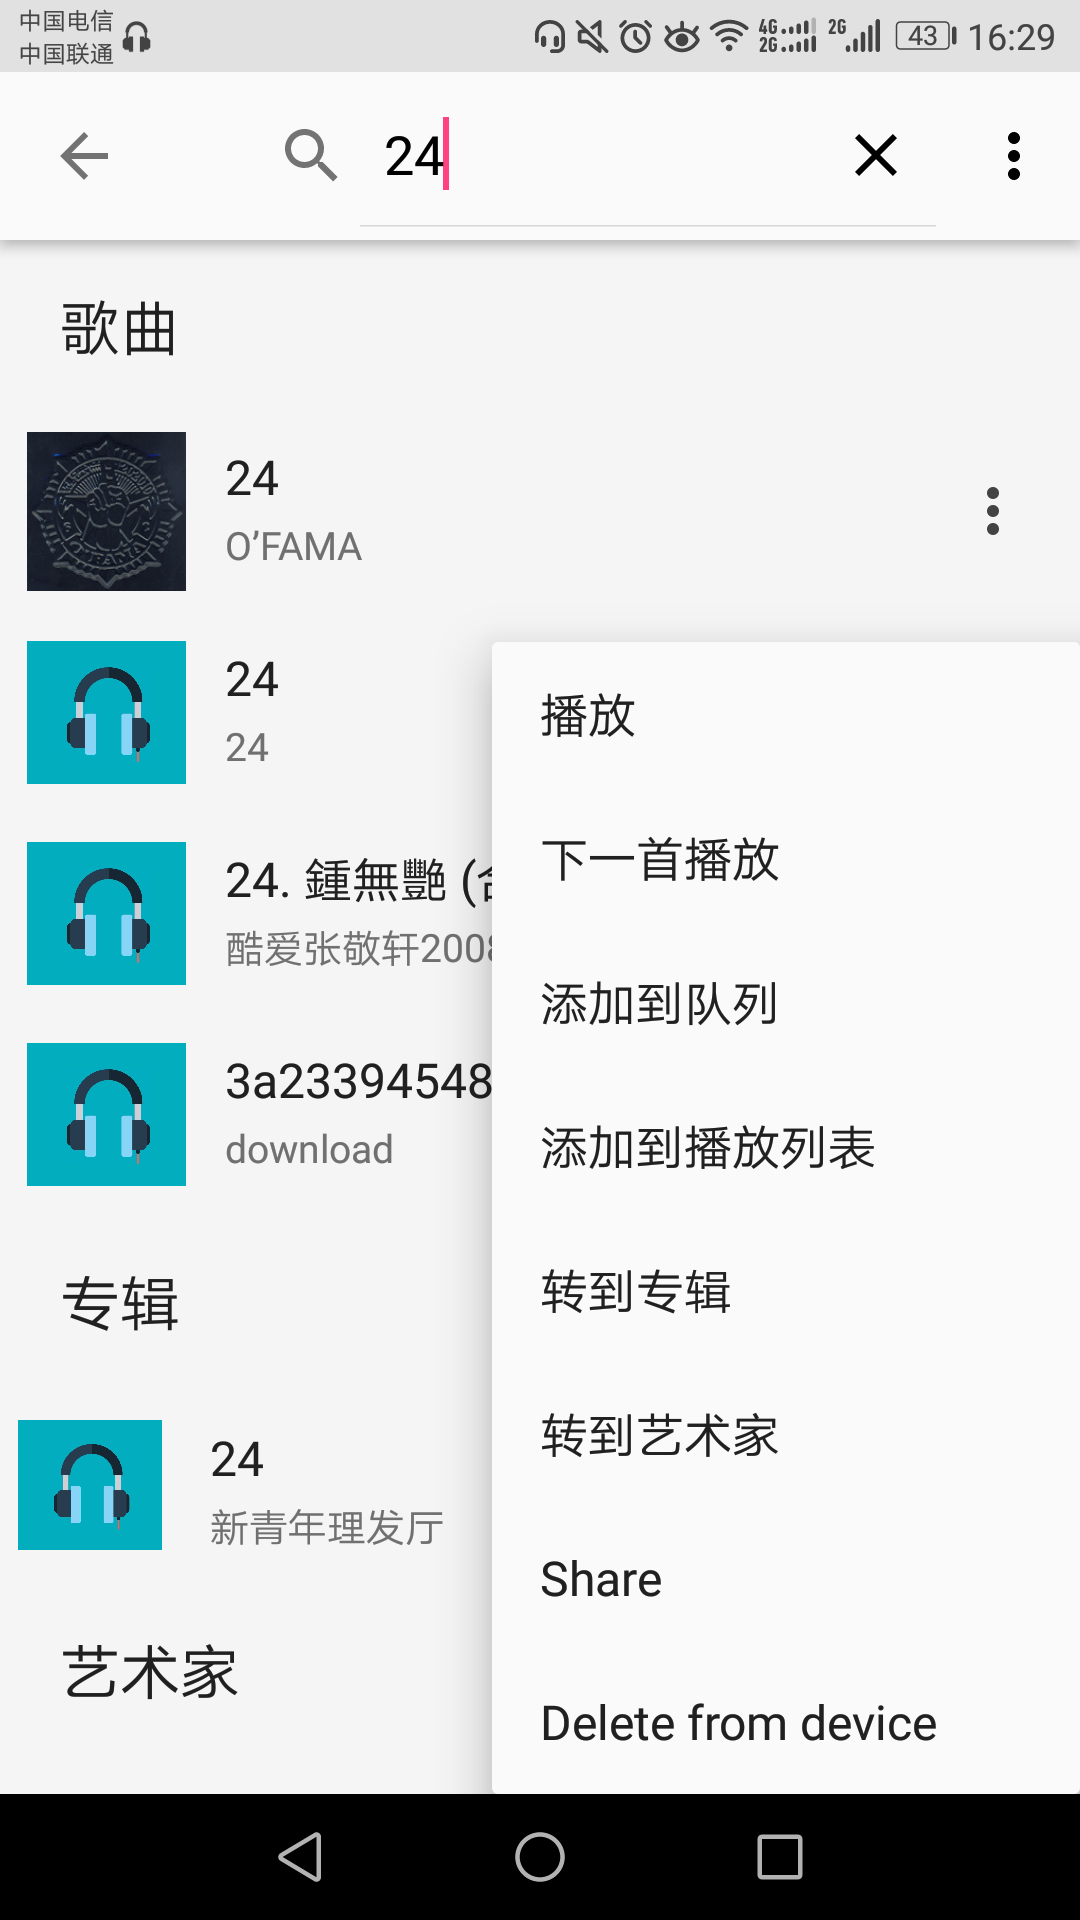 中国电信
中国联通
4G
2G
2G
43
16:29
24
歌曲
24
O'FAMA
24
24
24. 鍾無艷 (
酷爱张敬轩2008
3a23394548
download
专辑
24
新青年理发厅
艺术家
播放
下一首播放
添加到队列
添加到播放列表
转到专辑
转到艺术家
Share
Delete from device